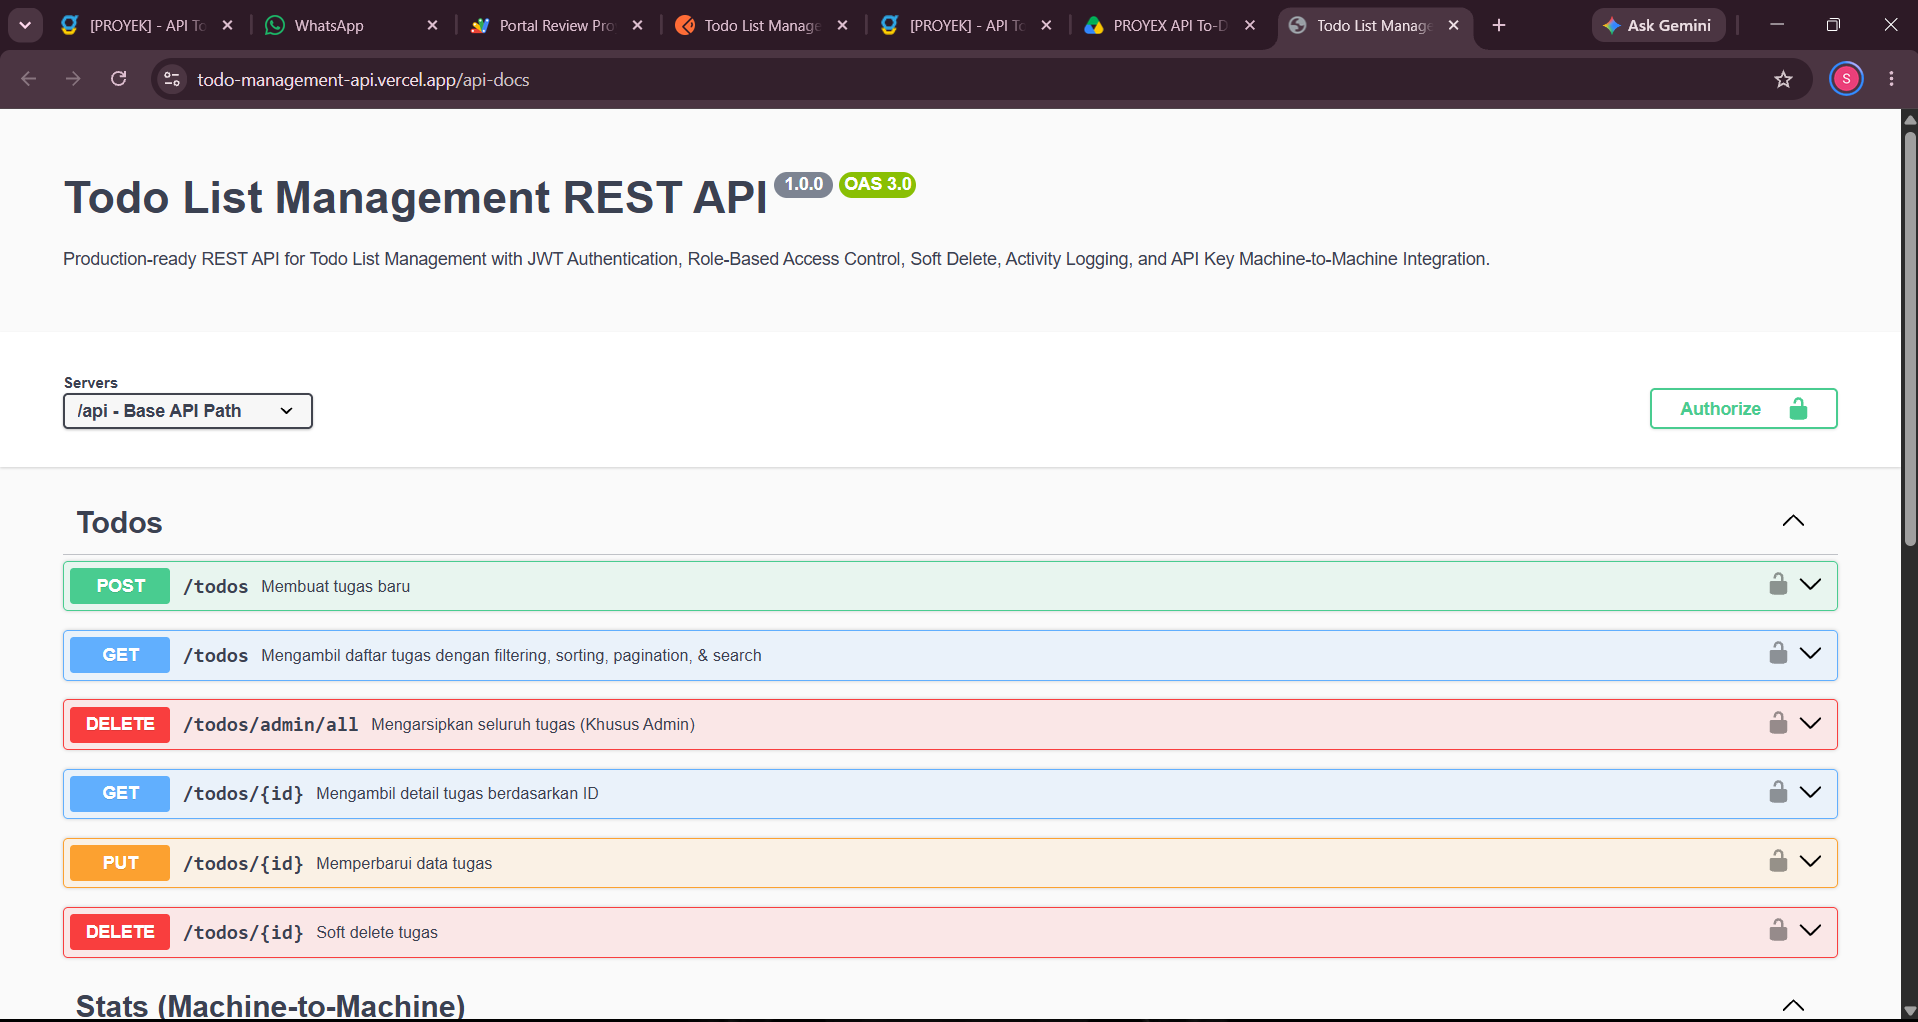 [PROYEK] - API To
WhatsApp
Portal Review Pro
Todo List Manage
[PROYEK] - API To
PROYEX API To-D
Todo List Manage
Ask Gemini
todo-management-api.vercel.app/api-docs
S
Todo List Management REST API 1.0.0 OAS 3.0
Production-ready REST API for Todo List Management with JWT Authentication, Role-Based Access Control, Soft Delete, Activity Logging, and API Key Machine-to-Machine Integration.
Servers
/api - Base API Path
Authorize
Todos
POST /todos Membuat tugas baru
GET /todos Mengambil daftar tugas dengan filtering, sorting, pagination, & search
DELETE /todos/admin/all Mengarsipkan seluruh tugas (Khusus Admin)
GET /todos/{id} Mengambil detail tugas berdasarkan ID
PUT /todos/{id} Memperbarui data tugas
DELETE /todos/{id} Soft delete tugas
Stats (Machine-to-Machine)